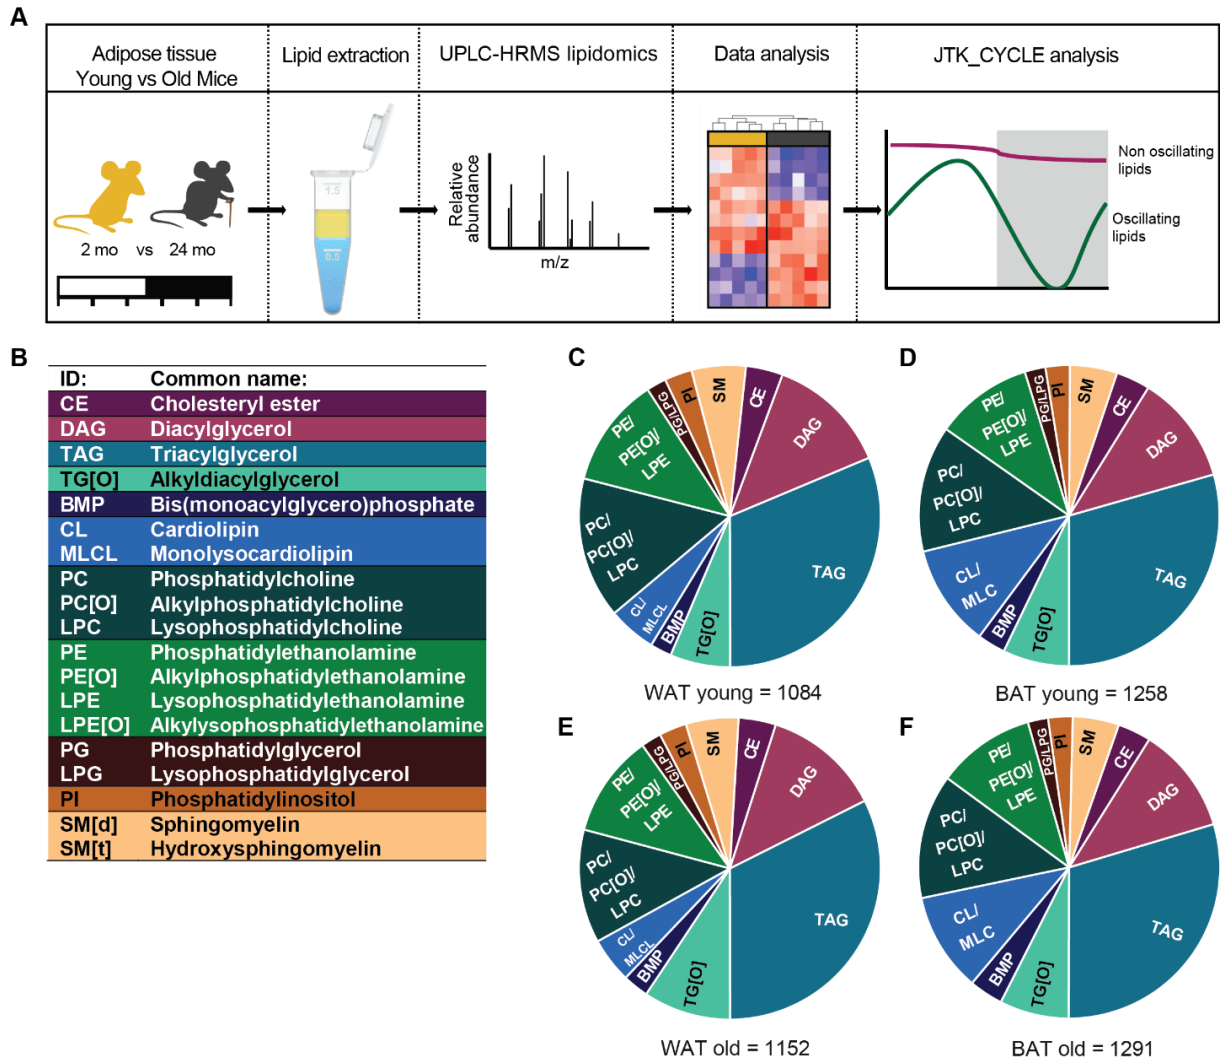 A
Adipose tissue
Young vs Old Mice
Lipid extraction
UPLC-HRMS lipidomics
Data analysis
JTK_CYCLE analysis
2 mo vs 24 mo
1.5
0.5
Relative
abundance
m/z
Non oscillating
lipids
Oscillating
lipids
B
ID: Common name:
CE Cholesteryl ester
DAG Diacylglycerol
TAG Triacylglycerol
TG[O] Alkyldiacylglycerol
BMP Bis(monoacylglycero)phosphate
CL Cardiolipin
MLCL Monolysocardiolipin
PC Phosphatidylcholine
PC[O] Alkylphosphatidylcholine
LPC Lysophosphatidylcholine
PE Phosphatidylethanolamine
PE[O] Alkylphosphatidylethanolamine
LPE Lysophosphatidylethanolamine
LPE[O] Alkylysophosphatidylethanolamine
PG Phosphatidylglycerol
LPG Lysophosphatidylglycerol
PI Phosphatidylinositol
SM[d] Sphingomyelin
SM[t] Hydroxysphingomyelin
C
SM
CE
DAG
TAG
TG[O]
BMP
CL/
MLCL
PC/
PC[O]/
LPC
PE/
PE[O]/
LPE
PG/LPG
PI
WAT young = 1084
D
SM
CE
DAG
TAG
TG[O]
BMP
CL/
MLC
PC/
PC[O]/
LPC
PE/
PE[O]/
LPE
PG/LPG
PI
BAT young = 1258
E
SM
CE
DAG
TAG
TG[O]
BMP
CL/
MLCL
PC/
PC[O]/
LPC
PE/
PE[O]/
LPE
PG/LPG
PI
WAT old = 1152
F
SM
CE
DAG
TAG
TG[O]
BMP
CL/
MLC
PC/
PC[O]/
LPC
PE/
PE[O]/
LPE
PG/LPG
PI
BAT old = 1291